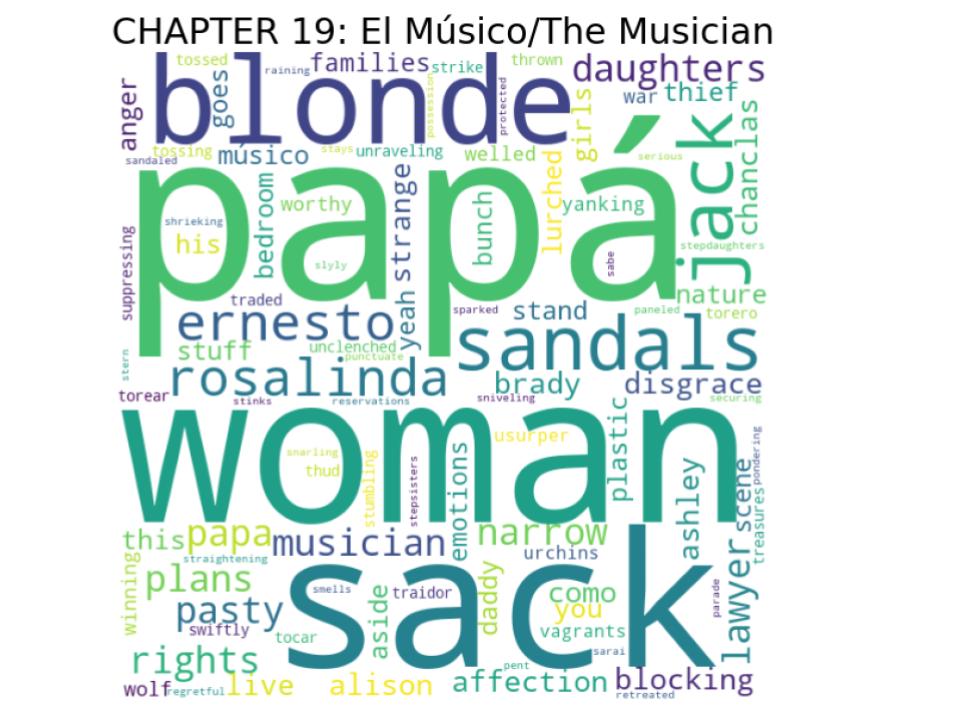 CHAPTER 19: El Músico/The Musician
tossed
raining
families
strike
thrown
daughters
anger
blonde
goes
possession
protected
girls
war
thief
tossing
sandaled
músico
stays
unraveling
welled
lurched
serious
jack
chanclas
papá
shrieking
his
bedroom
worthy
slyly
strange
bunch
yanking
sabe
stepdaughters
suppressing
traded
yeah
sparked
stand
paneled
nature
torero
ernesto
sandals
stern
stuff
unclenched
punctuate
rosalinda
brady
disgrace
torear
stinks
reservations
sniveling
securing
woman
snarling
thud
stumbling
stepsisters
emotions
usurper
plastic
ashley
scene
pondering
treasures
this
papa
musician
narrow
urchins
straightening
winning
plans
sack
smells
traidor
daddy
como
you
parade
lawyer
pasty
swiftly
tocar
aside
vagrants
sarai
rights
pent
wolf
regretful
live
alison
affection
blocking
retreated